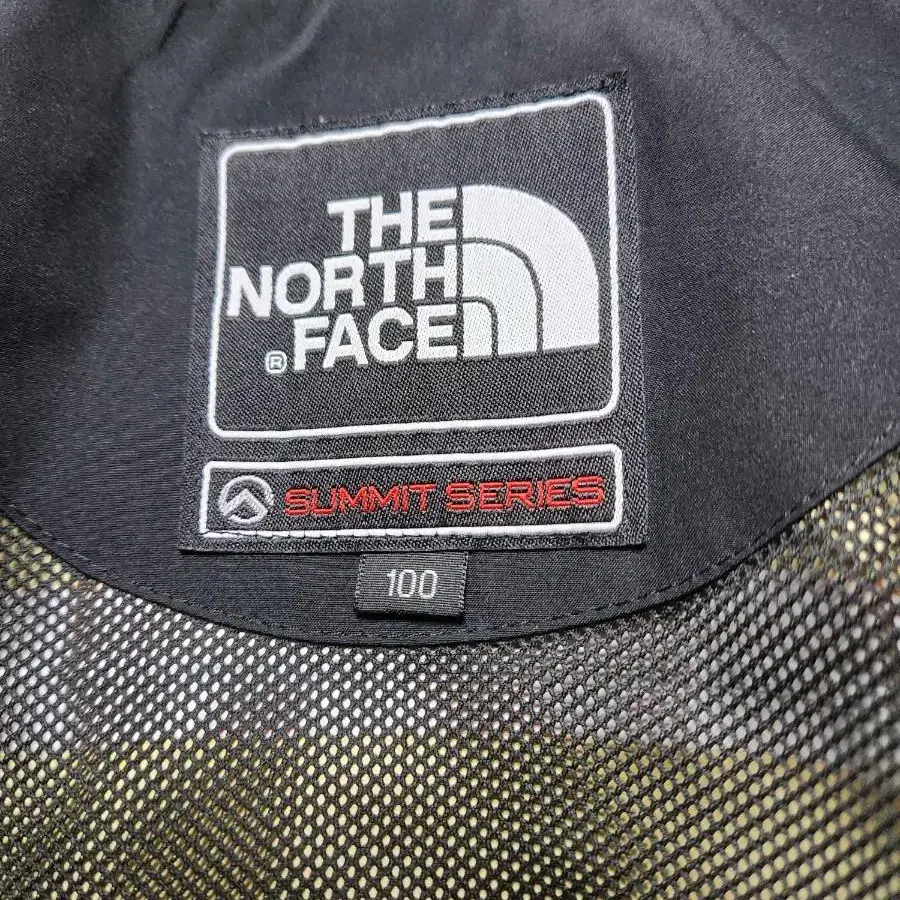 THE
NORTH
® FACE
SUMMIT SERIES
100